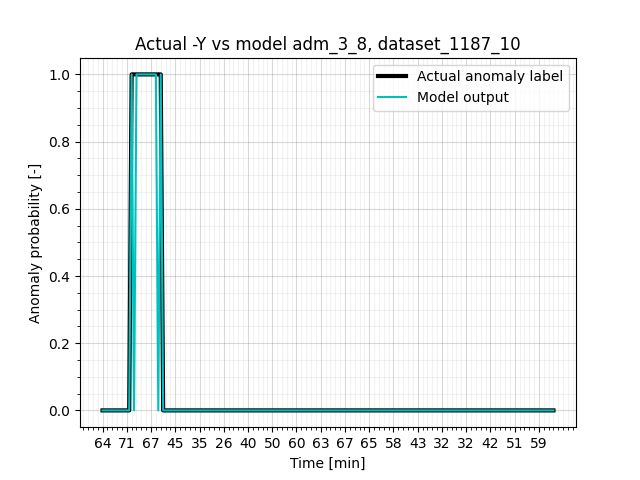 Actual -Y vs model adm_3_8, dataset_1187_10
Actual anomaly label
Model output
Anomaly probability [-]
1.0
0.8
0.6
0.4
0.2
0.0
64 71 67 45 35 26 40 50 60 63 67 65 58 43 32 32 42 51 59
Time [min]